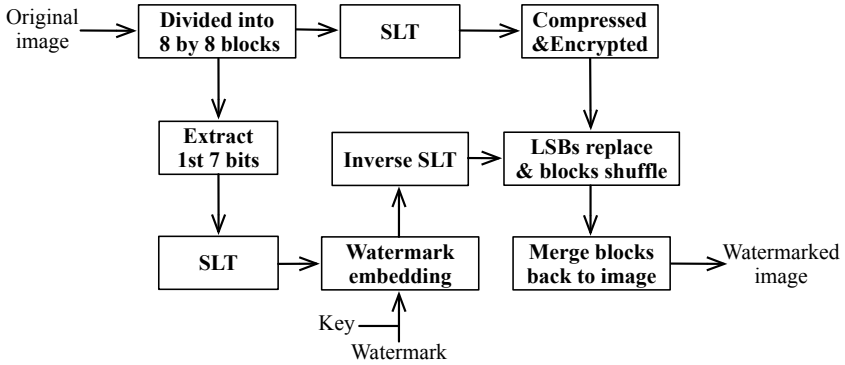 Original
image
Divided into
8 by 8 blocks
SLT
Compressed
&Encrypted
Extract
1st 7 bits
Inverse SLT
LSBs replace
& blocks shuffle
SLT
Watermark
embedding
Merge blocks
back to image
Watermarked
image
Key
Watermark